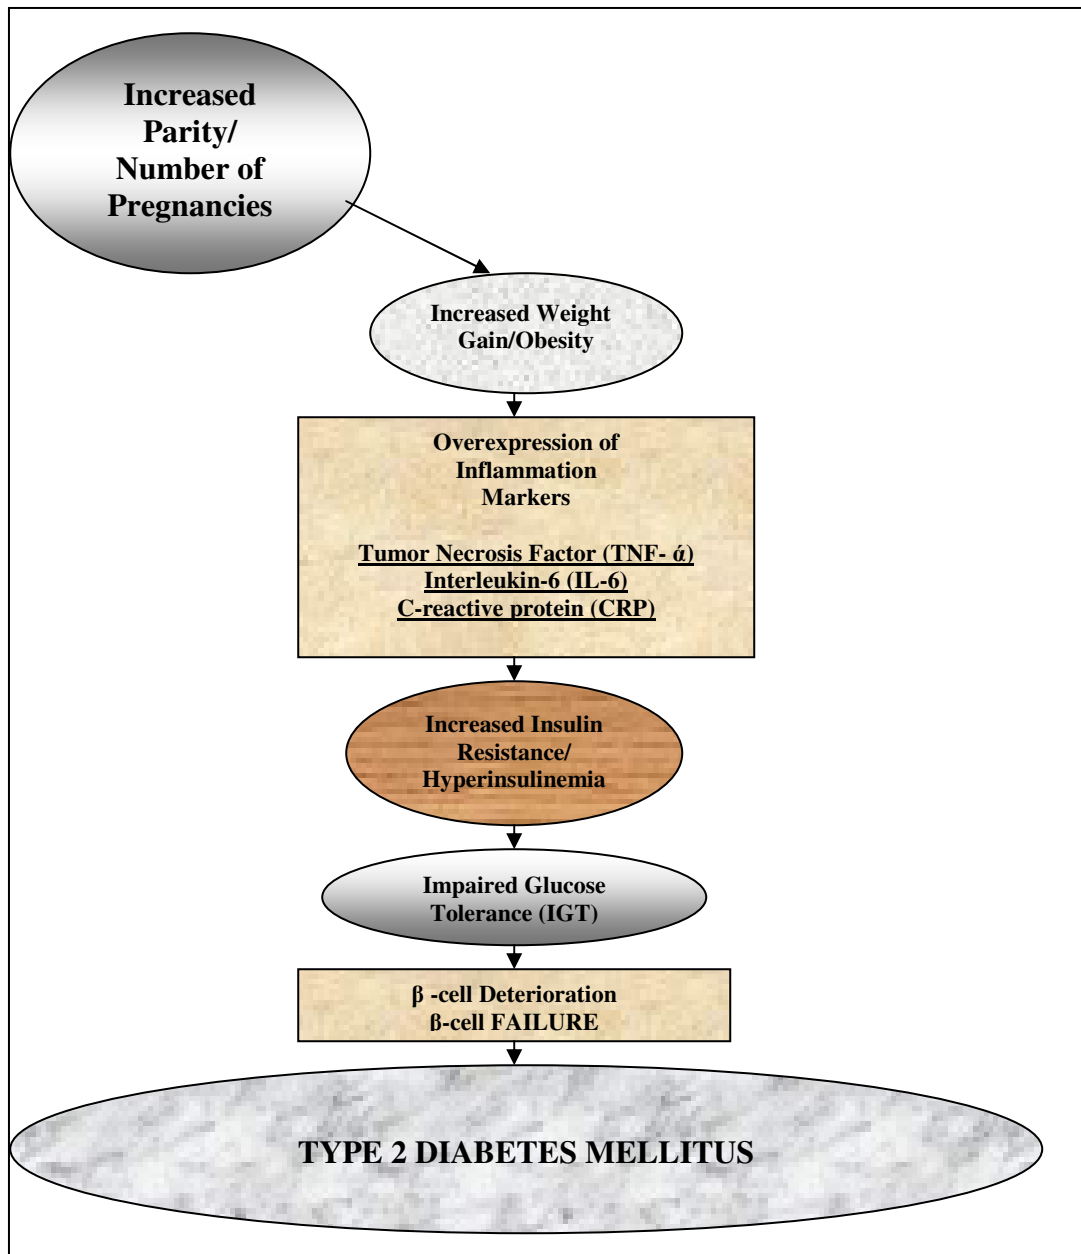 Increased
Parity/
Number of
Pregnancies
Increased Weight
Gain/Obesity
Overexpression of
Inflammation
Markers
Tumor Necrosis Factor (TNF- ά)
Interleukin-6 (IL-6)
C-reactive protein (CRP)
Increased Insulin
Resistance/
Hyperinsulinemia
Impaired Glucose
Tolerance (IGT)
β -cell Deterioration
β-cell FAILURE
TYPE 2 DIABETES MELLITUS